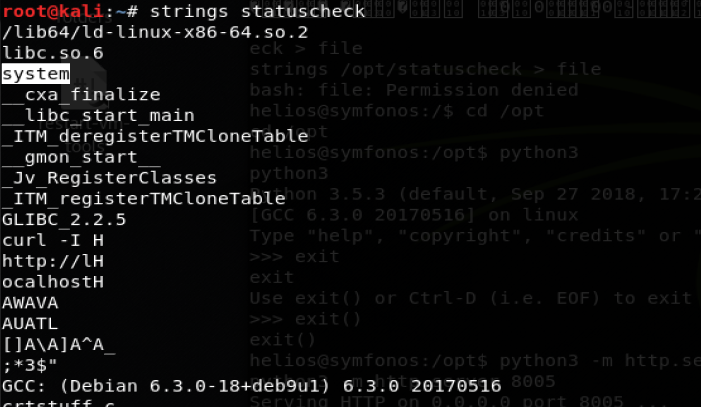 root@kali:~# strings statuscheck
/lib64/ld-linux-x86-64.so.2
libc.so.6
system
__cxa_finalize
__libc_start_main
_ITM_deregisterTMCloneTable
__gmon_start__
_Jv_RegisterClasses
_ITM_registerTMCloneTable
GLIBC_2.2.5
curl -I H
http://lH
ocalhostH
AWAVA
AUATL
[]A\A]A^A_
;*3$"
GCC: (Debian 6.3.0-18+deb9u1) 6.3.0 20170516
crtstuff.c
eck > file
strings /opt/statuscheck > file
bash: file: Permission denied
helios@symfonos:/$ cd /opt
helios@symfonos:/opt$ python3
python3
Python 3.5.3 (default, Sep 27 2018, 17:2
[GCC 6.3.0 20170516] on linux
Type "help", "copyright", "credits" or "
>>> exit
exit
Use exit() or Ctrl-D (i.e. EOF) to exit
>>> exit()
exit()
helios@symfonos:/opt$ python3 -m http.se
8005
Serving HTTP on 0.0.0.0 port 8005 ...
tools